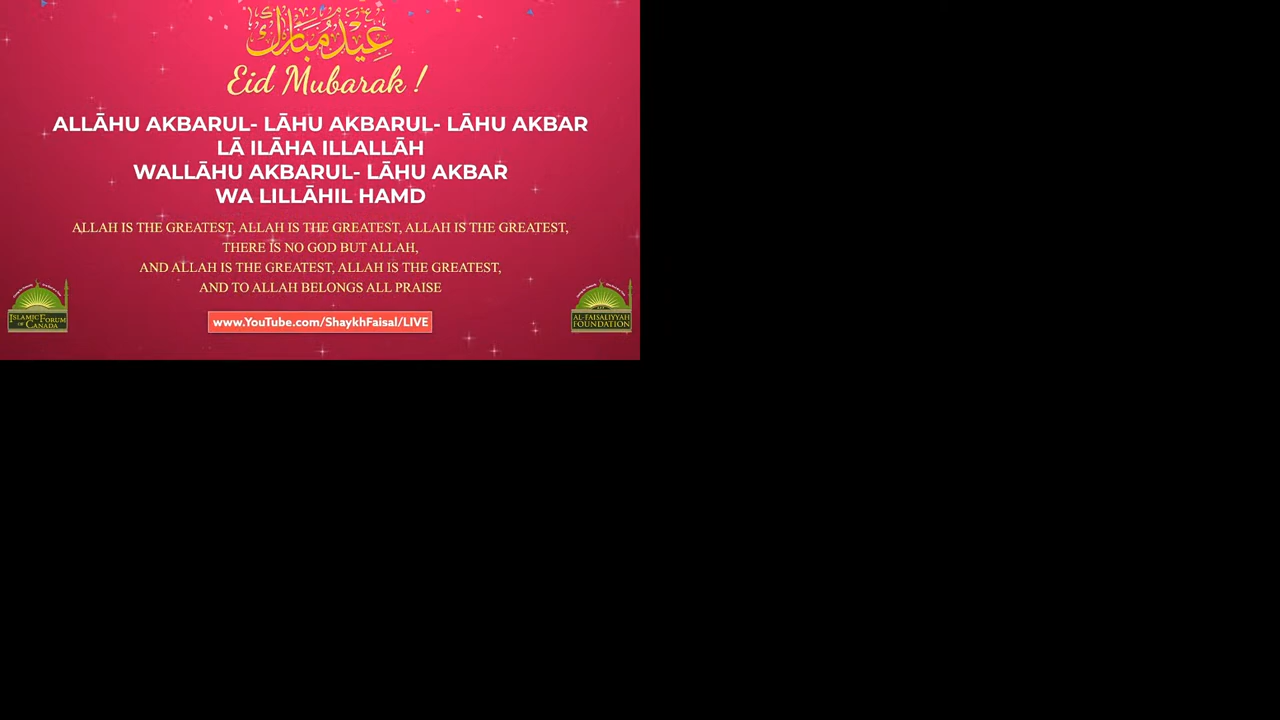 عيد مبارك
Eid Mubarak !
ALLĀHU AKBARUL- LĀHU AKBARUL- LĀHU AKBAR
LĀ ILĀHA ILLALLĀH
WALLĀHU AKBARUL- LĀHU AKBAR
WA LILLĀHIL HAMD
ALLAH IS THE GREATEST, ALLAH IS THE GREATEST, ALLAH IS THE GREATEST,
THERE IS NO GOD BUT ALLAH,
AND ALLAH IS THE GREATEST, ALLAH IS THE GREATEST,
AND TO ALLAH BELONGS ALL PRAISE
ISLAMIC FORUM
OF CANADA
www.YouTube.com/ShaykhFaisal/LIVE
AL-FAISALIYYAH
FOUNDATION